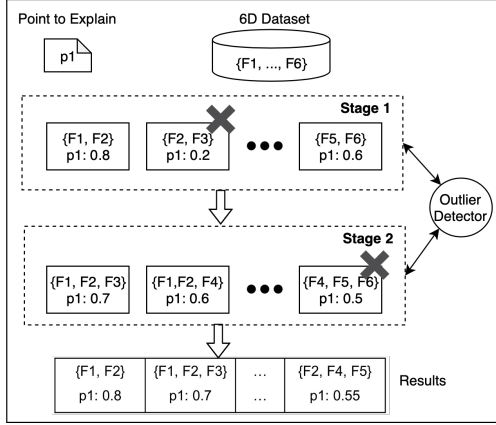 Point to Explain
6D Dataset
p1
{F1, ..., F6}
Stage 1
{F1, F2} {F2, F3} {F5, F6}
p1: 0.8 p1: 0.2 p1: 0.6
Outlier
Detector
Stage 2
{F1, F2, F3} {F1,F2, F4} {F4, F5, F6}
p1: 0.7 p1: 0.6 p1: 0.5
{F1, F2} {F1, F2, F3} ... {F2, F4, F5}
p1: 0.8 p1: 0.7 ... p1: 0.55
Results